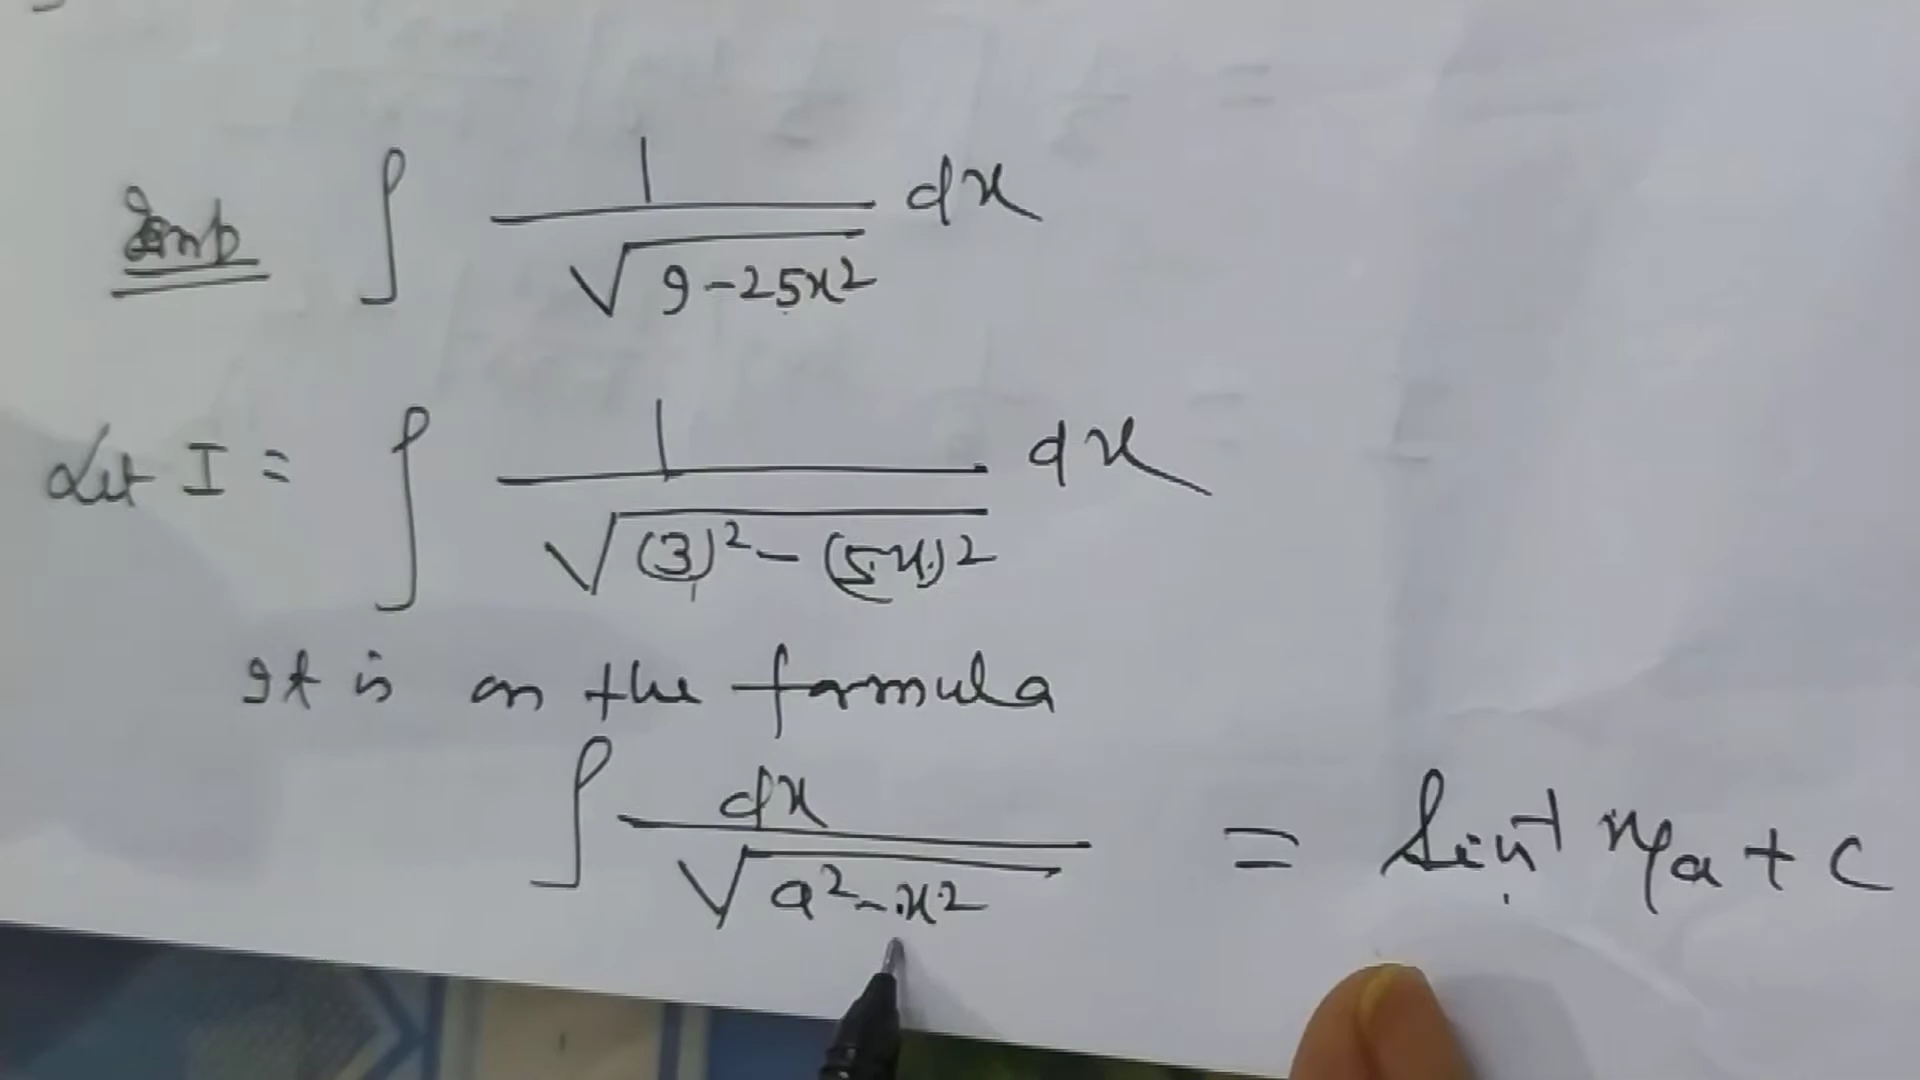 Imp ∫ 1/√(9-25x²) dx
Let I = ∫ 1/√((3)²-(5x)²) dx
It is on the formula
∫ dx/√(a²-x²) = Sin⁻¹ x/a + c